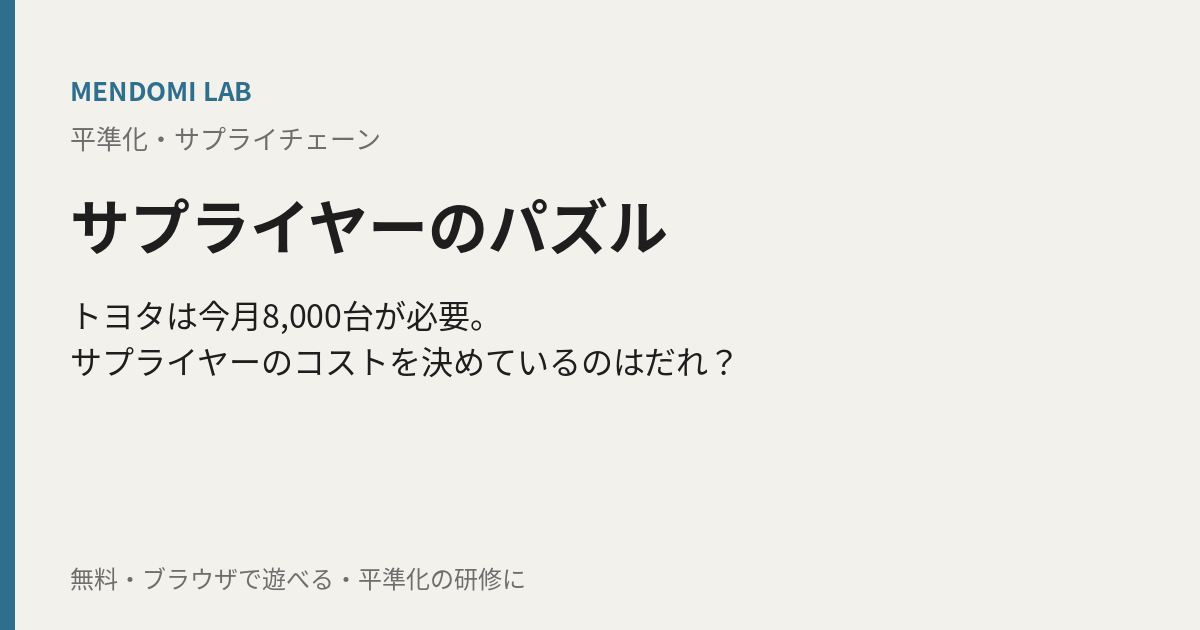 MENDOMI LAB
平準化・サプライチェーン
サプライヤーのパズル
トヨタは今月8,000台が必要。
サプライヤーのコストを決めているのはだれ？
無料・ブラウザで遊べる・平準化の研修に